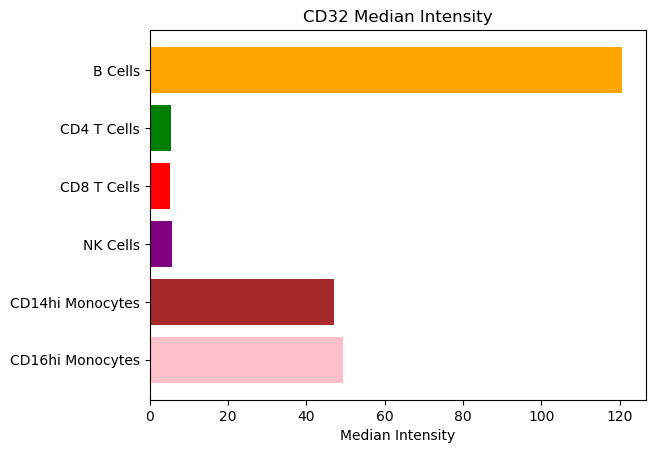 CD32 Median Intensity
B Cells
CD4 T Cells
CD8 T Cells
NK Cells
CD14hi Monocytes
CD16hi Monocytes
0 20 40 60 80 100 120
Median Intensity